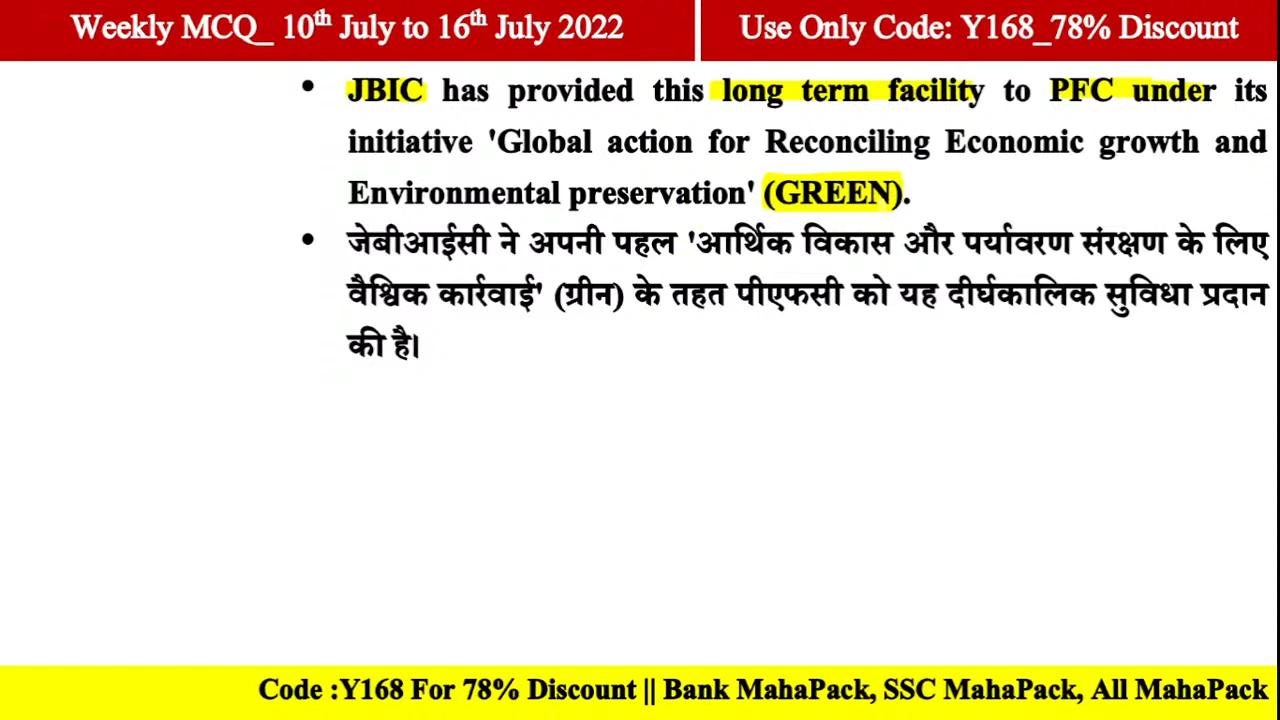 Weekly MCQ_ 10th July to 16th July 2022
Use Only Code: Y168_78% Discount
• JBIC has provided this long term facility to PFC under its
initiative 'Global action for Reconciling Economic growth and
Environmental preservation' (GREEN).
• जेबीआईसी ने अपनी पहल 'आर्थिक विकास और पर्यावरण संरक्षण के लिए
वैश्विक कार्रवाई' (ग्रीन) के तहत पीएफसी को यह दीर्घकालिक सुविधा प्रदान
की है।
Code :Y168 For 78% Discount || Bank MahaPack, SSC MahaPack, All MahaPack